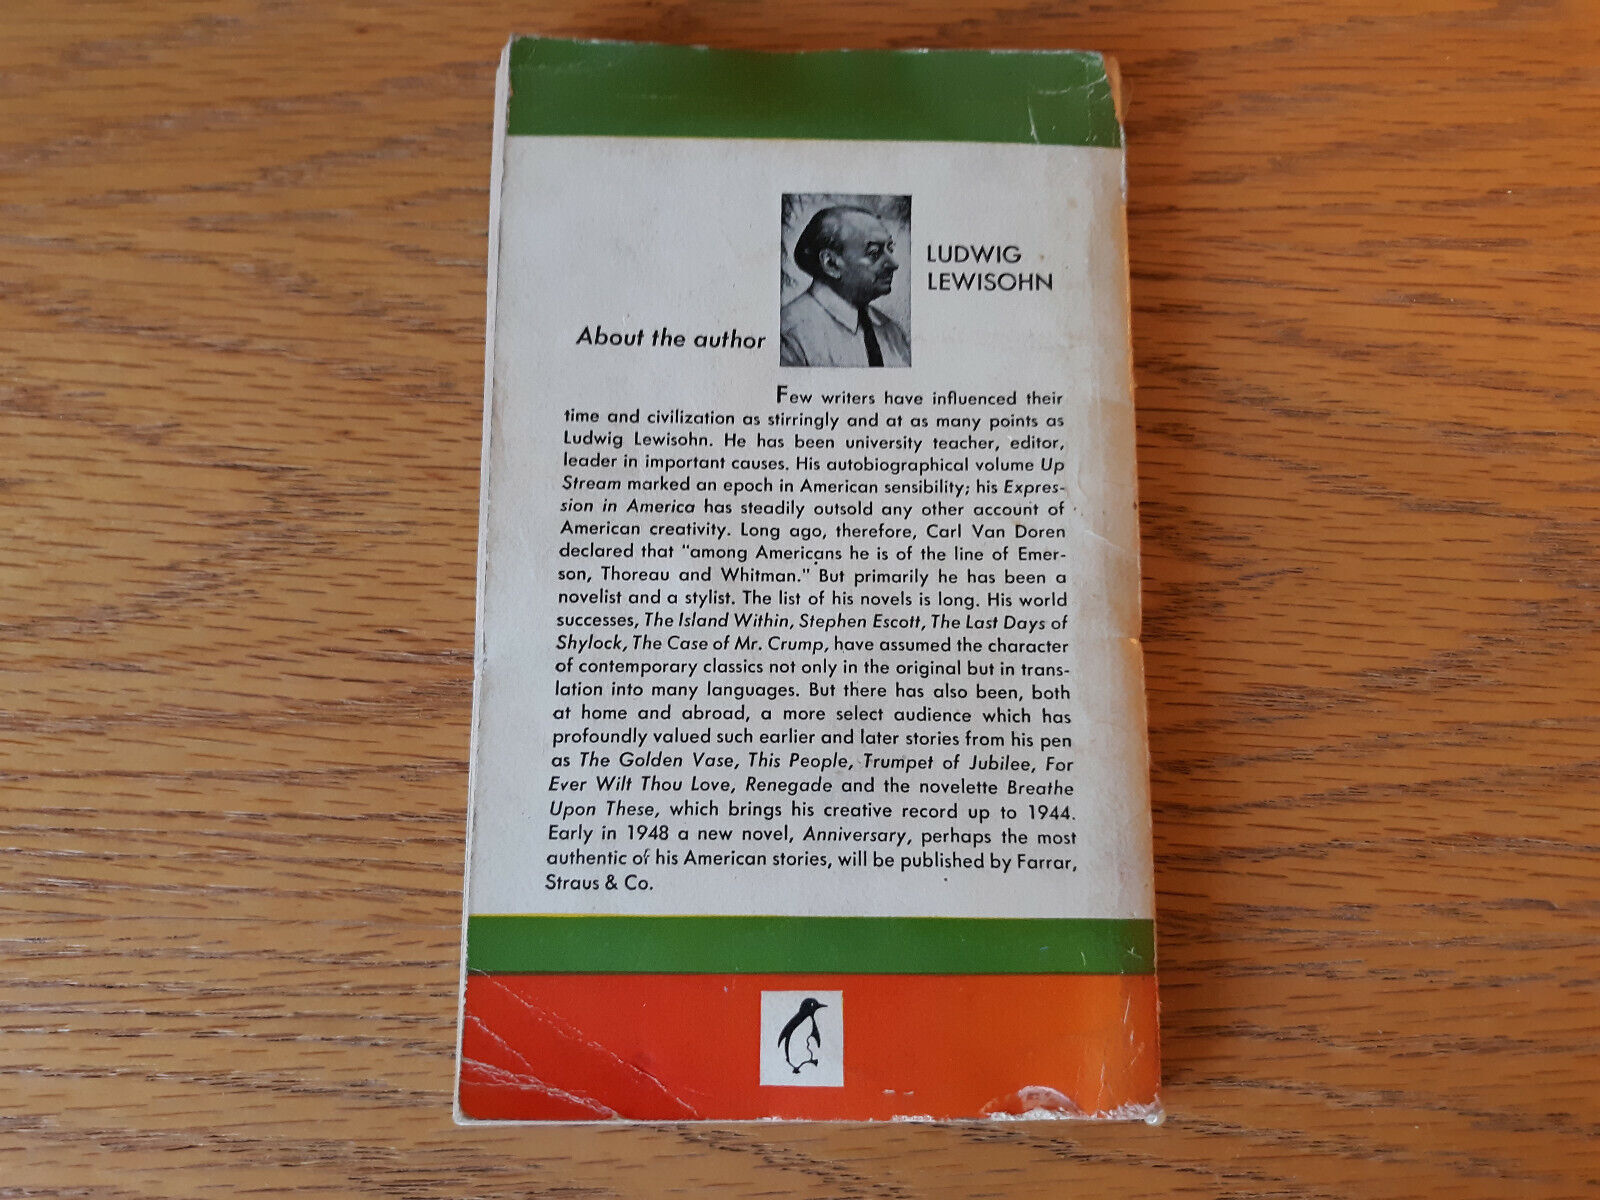 LUDWIG
LEWISOHN
About the author
Few writers have influenced their
time and civilization as stirringly and at as many points as
Ludwig Lewisohn. He has been university teacher, editor,
leader in important causes. His autobiographical volume Up
Stream marked an epoch in American sensibility; his Expres-
sion in America has steadily outsold any other account of
American creativity. Long ago, therefore, Carl Van Doren
declared that "among Americans he is of the line of Emer-
son, Thoreau and Whitman." But primarily he has been a
novelist and a stylist. The list of his novels is long. His world
successes, The Island Within, Stephen Escott, The Last Days of
Shylock, The Case of Mr. Crump, have assumed the character
of contemporary classics not only in the original but in trans-
lation into many languages. But there has also been, both
at home and abroad, a more select audience which has
profoundly valued such earlier and later stories from his pen
as The Golden Vase, This People, Trumpet of Jubilee, For
Ever Wilt Thou Love, Renegade and the novelette Breathe
Upon These, which brings his creative record up to 1944.
Early in 1948 a new novel, Anniversary, perhaps the most
authentic of his American stories, will be published by Farrar,
Straus & Co.